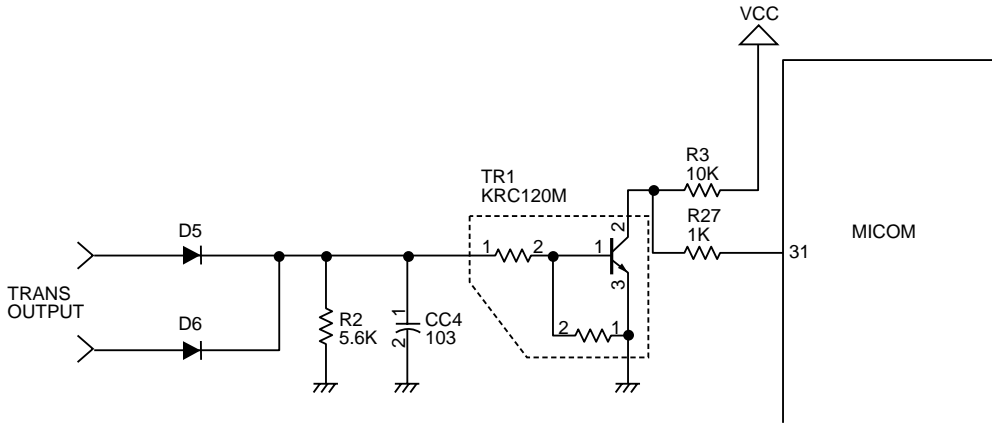 VCC
R3
10K
TR1
KRC120M
R27
1K
2
D5
1
2
1
31
MICOM
3
TRANS
OUTPUT
D6
R2
5.6K
1
2
CC4
103
2
1